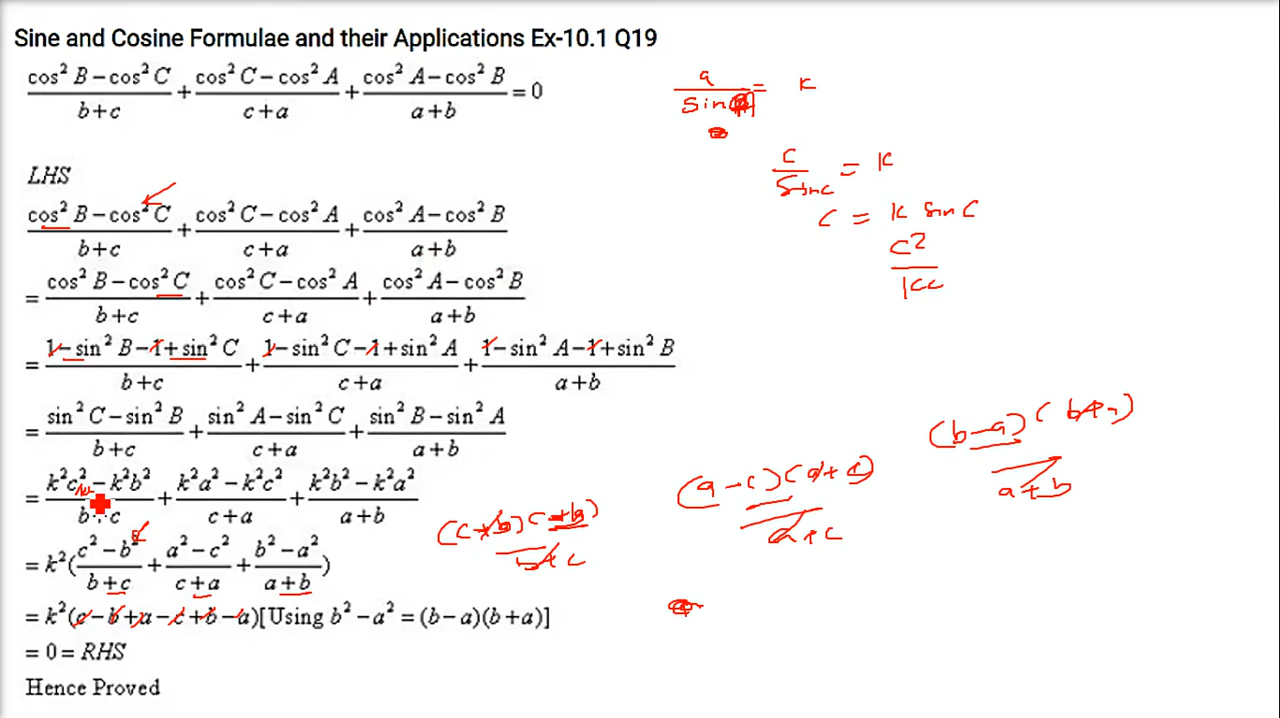 Sine and Cosine Formulae and their Applications Ex-10.1 Q19
(cos² B − cos² C)/(b+c) + (cos² C − cos² A)/(c+a) + (cos² A − cos² B)/(a+b) = 0
LHS
(cos² B − cos² C)/(b+c) + (cos² C − cos² A)/(c+a) + (cos² A − cos² B)/(a+b)
= (cos² B − cos² C)/(b+c) + (cos² C − cos² A)/(c+a) + (cos² A − cos² B)/(a+b)
= (1−sin² B−1+sin² C)/(b+c) + (1−sin² C−1+sin² A)/(c+a) + (1−sin² A−1+sin² B)/(a+b)
= (sin² C − sin² B)/(b+c) + (sin² A − sin² C)/(c+a) + (sin² B − sin² A)/(a+b)
= (k²c² − k²b²)/(b+c) + (k²a² − k²c²)/(c+a) + (k²b² − k²a²)/(a+b)
= k²((c²−b²)/(b+c) + (a²−c²)/(c+a) + (b²−a²)/(a+b))
= k²(c−b+a−c+b−a)[Using b²−a² = (b−a)(b+a)]
= 0 = RHS
Hence Proved
a/sin = k
c/sinc = k
c = k sin C
c²/
(b−a)(b+a)/(a+b)
(a−c)(a+c)/(a+c)
/(b+c)